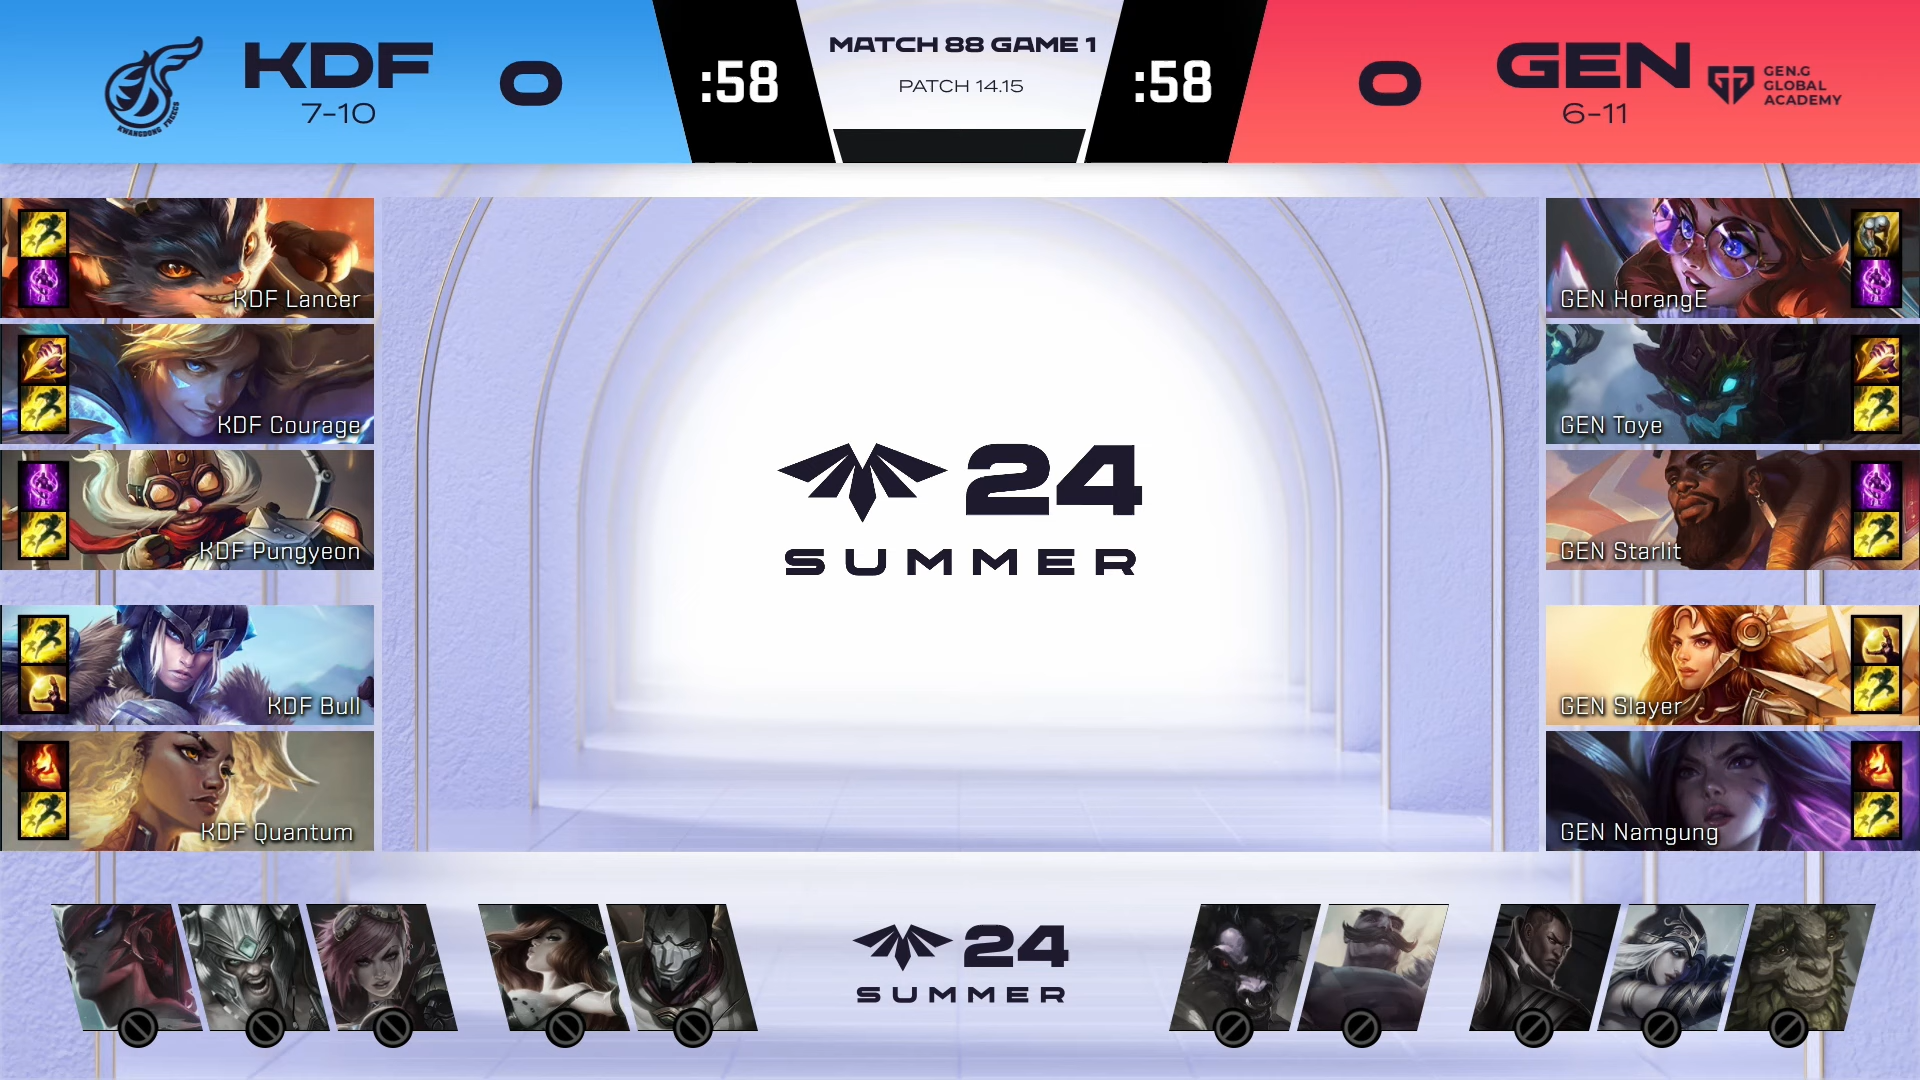 KDF
7-10
0
:58
MATCH 88 GAME 1
PATCH 14.15
:58
0
GEN
6-11
GEN.G
GLOBAL
ACADEMY
KWANGDONG FREECS
KDF Lancer
KDF Courage
KDF Pungyeon
KDF Bull
KDF Quantum
24
SUMMER
GEN HorangE
GEN Toye
GEN Starlit
GEN Slayer
GEN Namgung
24
SUMMER